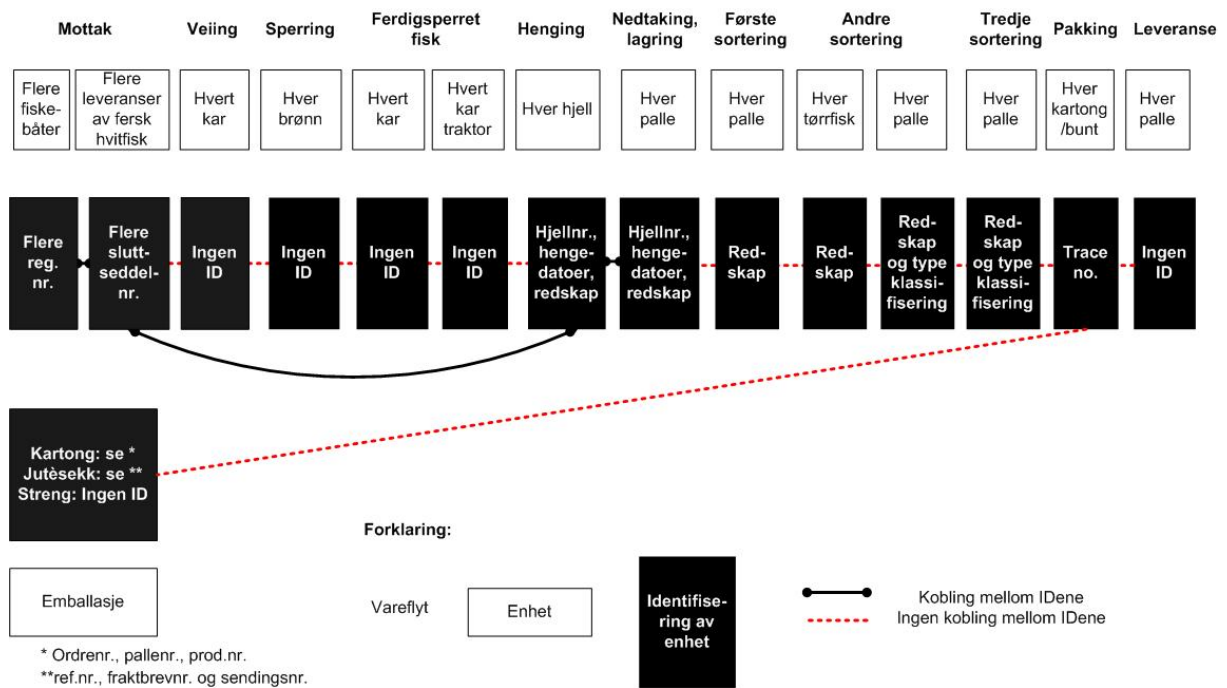 Mottak
Veiing
Sperring
Ferdigsperret
fisk
Henging
Nedtaking,
lagring
Første
sortering
Andre
sortering
Tredje
sortering
Pakking
Leveranse
Flere
fiske-
båter
Flere
leveranser
av fersk
hvitfisk
Hvert
kar
Hver
brønn
Hvert
kar
Hvert
kar
traktor
Hver hjell
Hver
palle
Hver
palle
Hver
tørrfisk
Hver
palle
Hver
palle
Hver
kartong
/bunt
Hver
palle
Flere
reg.
nr.
Flere
slutt-
seddel-
nr.
Ingen
ID
Ingen
ID
Ingen
ID
Ingen
ID
Hjellnr.,
henge-
datoer,
redskap
Hjellnr.,
henge-
datoer,
redskap
Red-
skap
Red-
skap
Red-
skap
og type
klassi-
fisering
Red-
skap
og type
klassi-
fisering
Trace
no.
Ingen
ID
Kartong: se *
Jutèsekk: se **
Streng: Ingen ID
Emballasje
* Ordrenr., pallenr., prod.nr.
**ref.nr., fraktbrevnr. og sendingsnr.
Forklaring:
Vareflyt
Enhet
Identifise-
ring av
enhet
Kobling mellom IDene
Ingen kobling mellom IDene